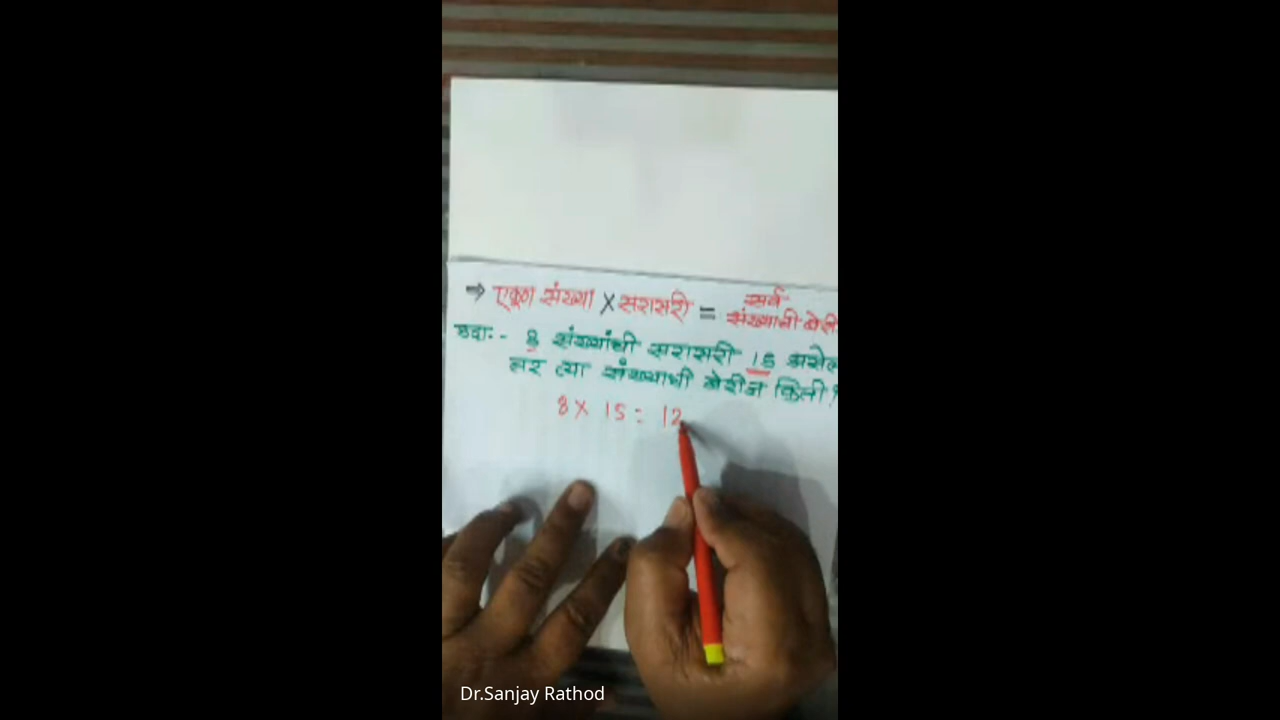 ⇒ एकूण संख्या X सरासरी = सर्व
संख्यांची बेरी
उदा:- 8 संख्यांची सरासरी 15 असेल
तर त्या संख्यांची बेरीज किती?
8 X 15 = 12
Dr.Sanjay Rathod